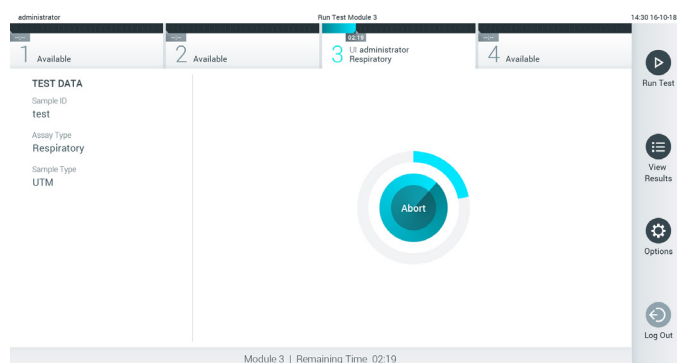 administrator
Run Test Module 3
14:30 16-10-18
--:--
1 Available
--:--
2 Available
02:19
3 UI administrator
Respiratory
--:--
4 Available
TEST DATA
Sample ID
test
Assay Type
Respiratory
Sample Type
UTM
Abort
Run Test
View
Results
Options
Log Out
Module 3 | Remaining Time 02:19